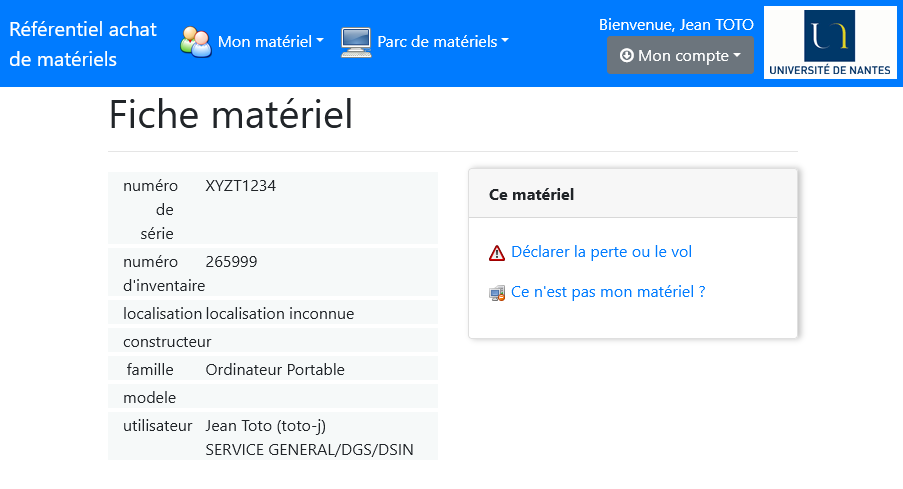 Référentiel achat
de matériels
Mon matériel
Parc de matériels
Bienvenue, Jean TOTO
Mon compte
UNIVERSITÉ DE NANTES
Fiche matériel
numéro de série XYZT1234
numéro d'inventaire 265999
localisation localisation inconnue
constructeur
famille Ordinateur Portable
modele
utilisateur Jean Toto (toto-j)
SERVICE GENERAL/DGS/DSIN
Ce matériel
Déclarer la perte ou le vol
Ce n'est pas mon matériel ?